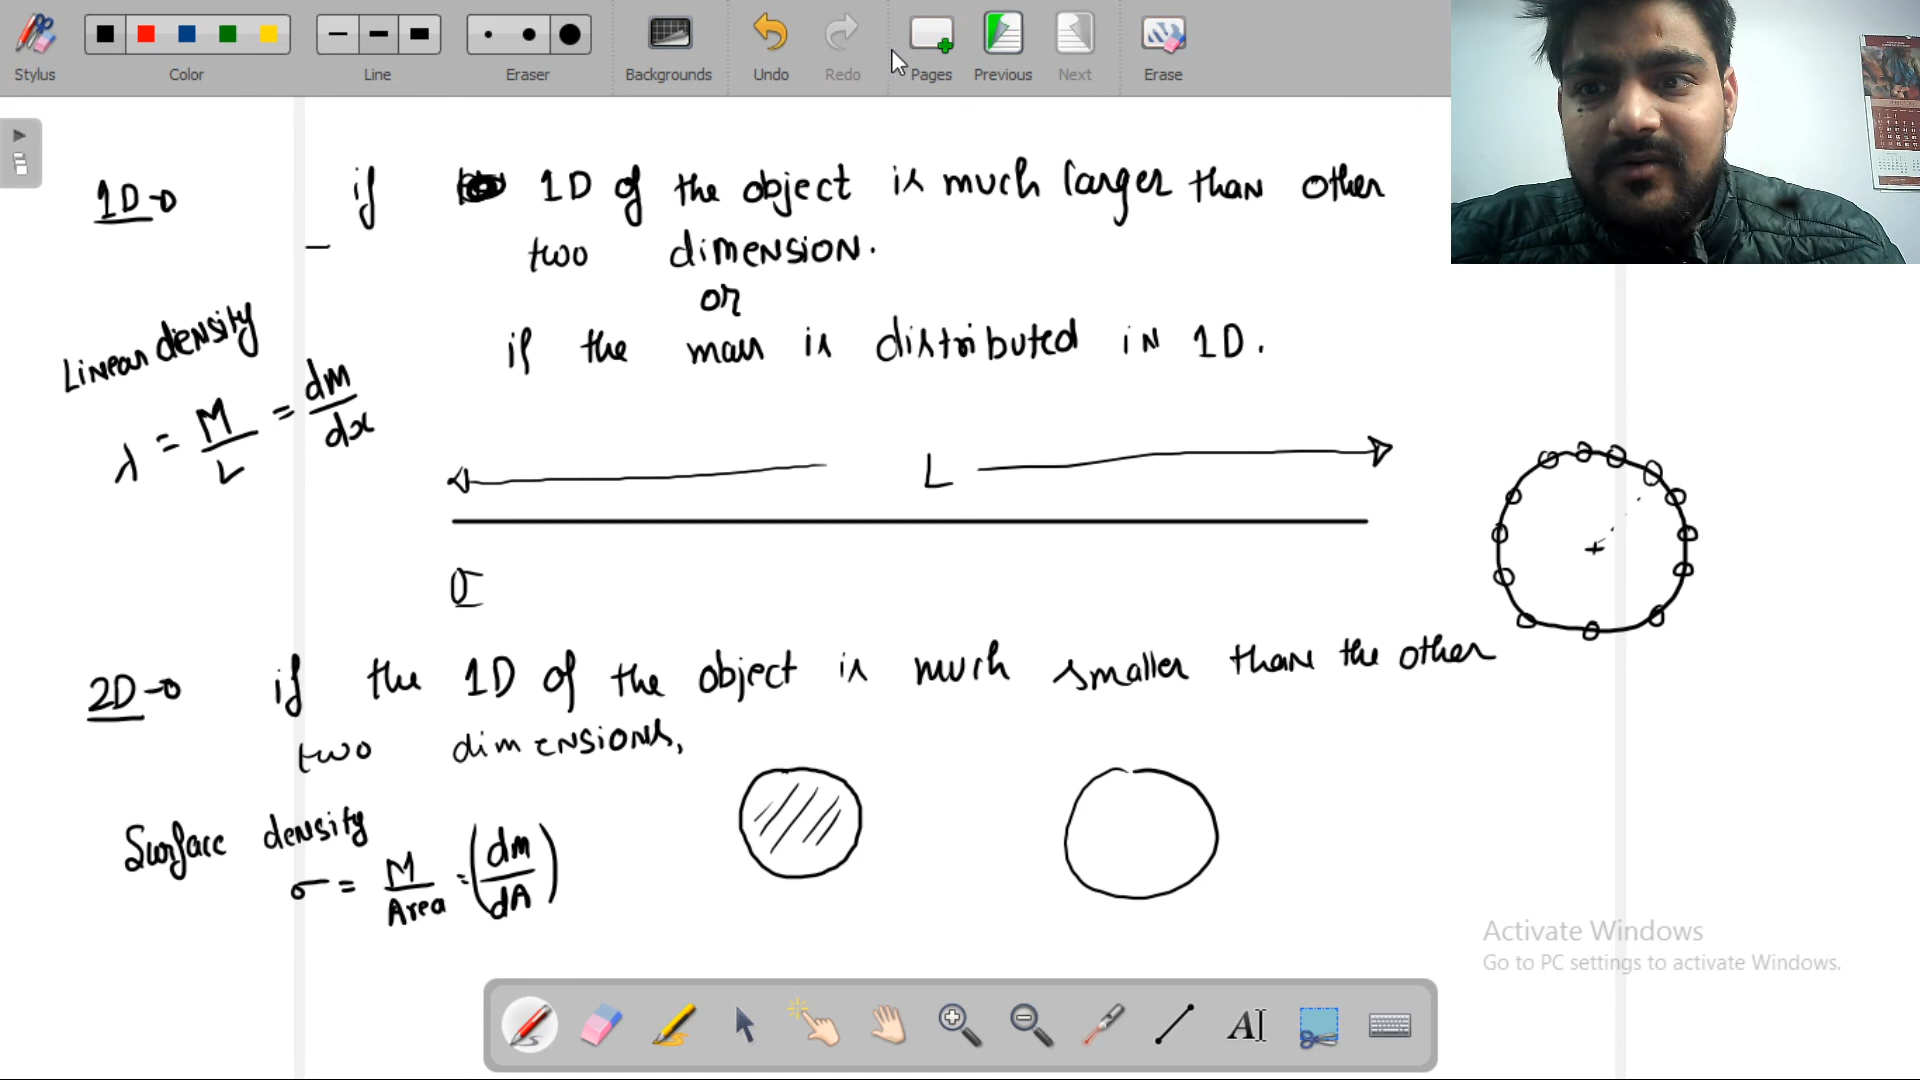 Stylus Color Line Eraser Backgrounds Undo Redo Pages Previous Next Erase
1D → if 1D of the object is much larger than other
two dimension.
or
if the mass is distributed in 1D.
Linear density
λ = M/L = dm/dx
L
2D → if the 1D of the object is much smaller than the other
two dimensions,
Surface density
σ = M/Area = (dm/dA)
Activate Windows
Go to PC settings to activate Windows.